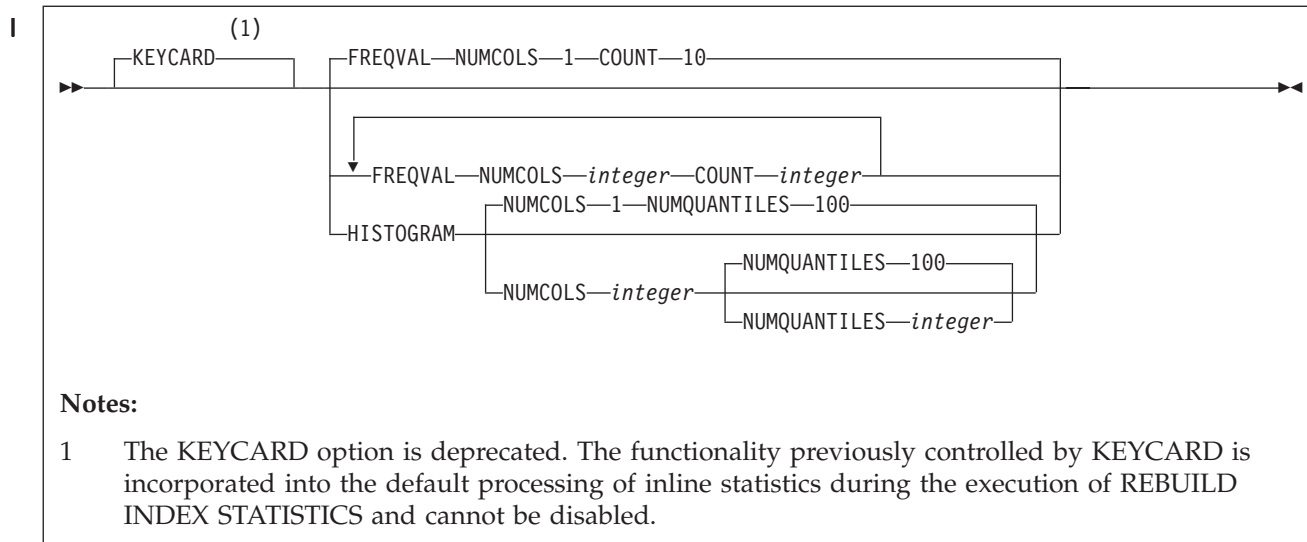 (1)
KEYCARD FREQVAL NUMCOLS 1 COUNT 10
FREQVAL NUMCOLS integer COUNT integer
NUMCOLS 1 NUMQUANTILES 100
HISTOGRAM
NUMQUANTILES 100
NUMCOLS integer
NUMQUANTILES integer
Notes:
1 The KEYCARD option is deprecated. The functionality previously controlled by KEYCARD is
incorporated into the default processing of inline statistics during the execution of REBUILD
INDEX STATISTICS and cannot be disabled.